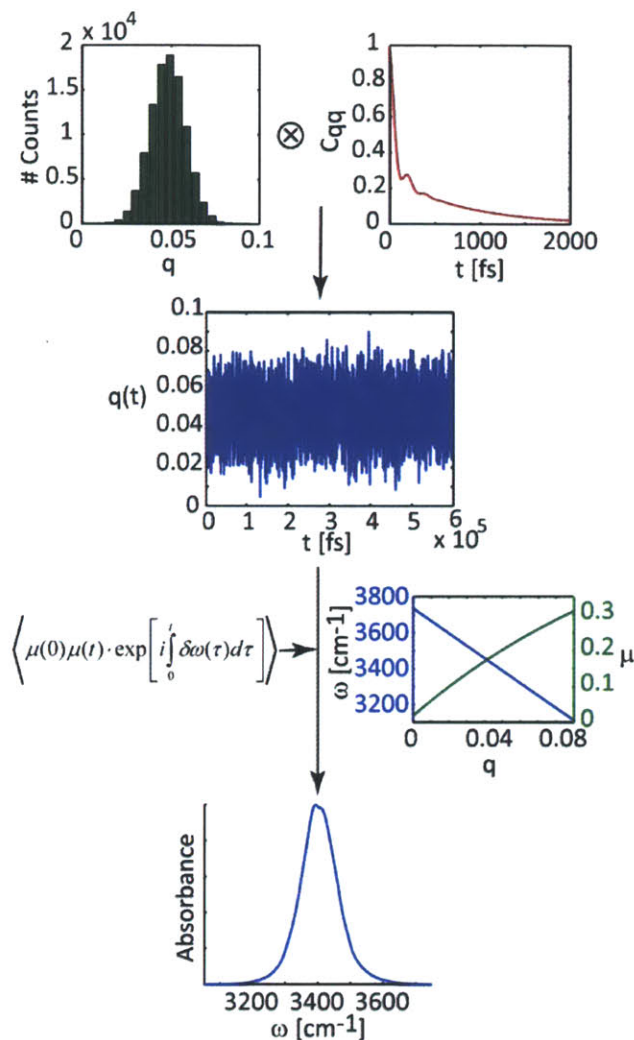 2 x 10^4
1.5
1
0.5
0
# Counts
0 0.05 0.1
q
⊗
1
0.8
0.6
0.4
0.2
0
Cqq
0 1000 2000
t [fs]
0.1
0.08
0.06
0.04
0.02
0
q(t)
0 1 2 3 4 5 6
t [fs] x 10^5
⟨μ(0)μ(t)·exp[i∫₀ᵗ δω(τ)dτ]⟩
3800
3600
3400
3200
ω [cm-1]
0.3
0.2
0.1
0
μ
0 0.04 0.08
q
Absorbance
3200 3400 3600
ω [cm-1]